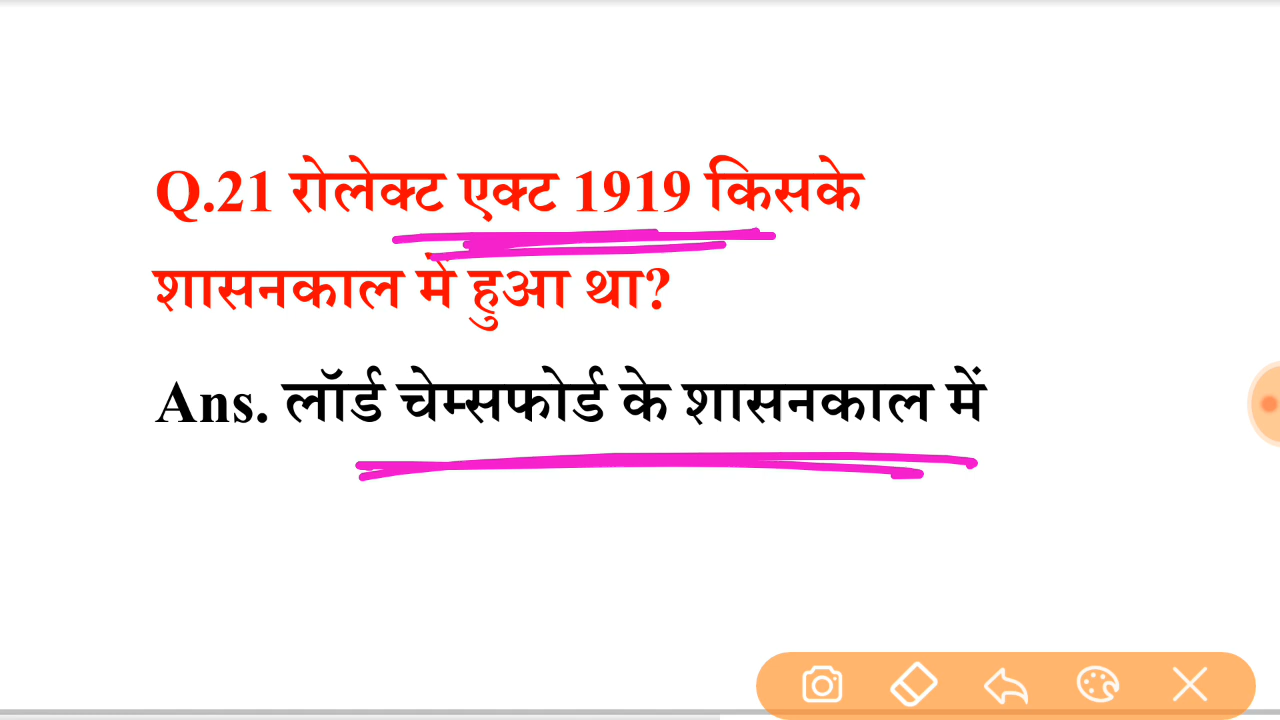 Q.21 रोलेक्ट एक्ट 1919 किसके
शासनकाल में हुआ था?
Ans. लॉर्ड चेम्सफोर्ड के शासनकाल में